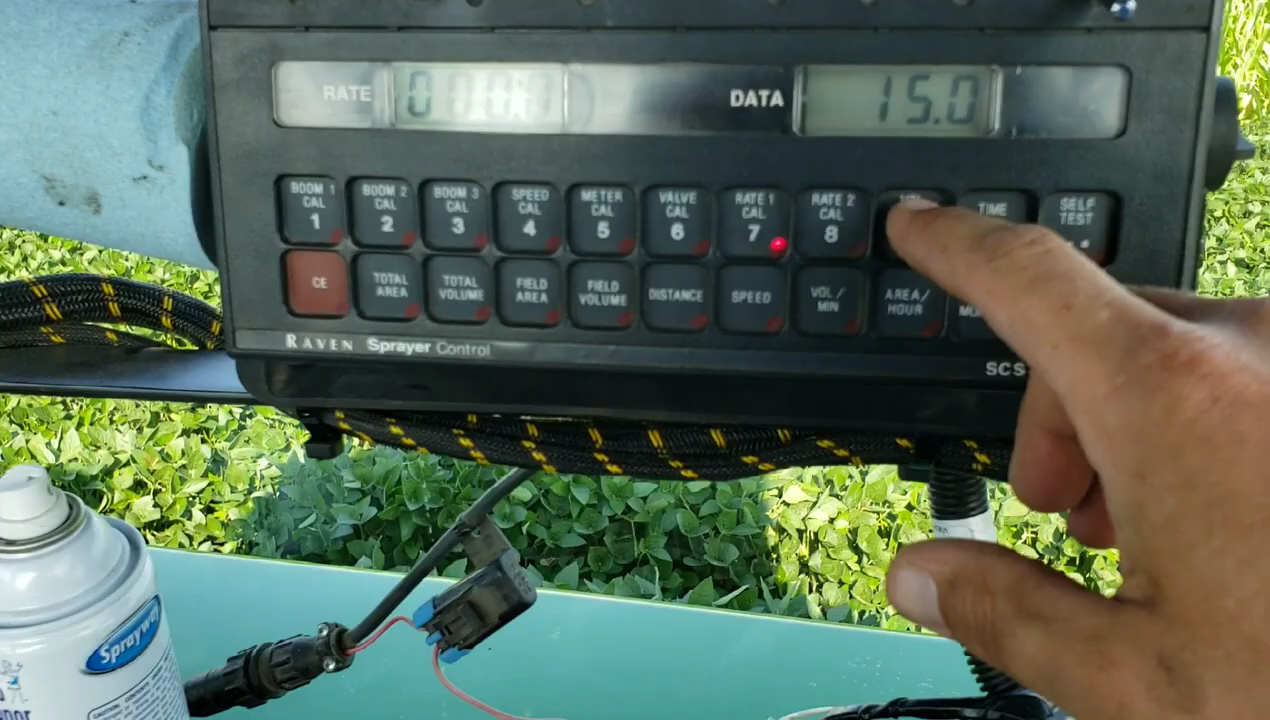 RATE
DATA
15.0
BOOM 1 CAL 1
BOOM 2 CAL 2
BOOM 3 CAL 3
SPEED CAL 4
METER CAL 5
VALVE CAL 6
RATE 1 CAL 7
RATE 2 CAL 8
TIME
SELF TEST
CE
TOTAL AREA
TOTAL VOLUME
FIELD AREA
FIELD VOLUME
DISTANCE
SPEED
VOL/ MIN
AREA/ HOUR
RAVEN Sprayer Control
SCS
Sprayway